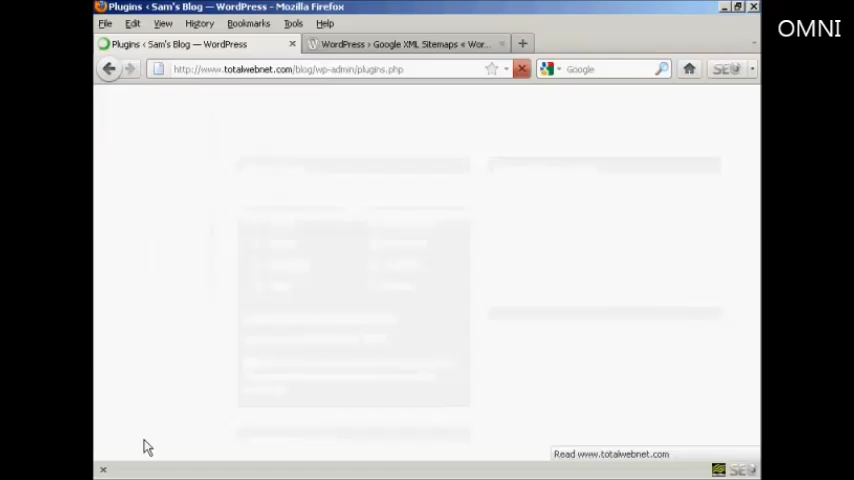 Plugins ‹ Sam's Blog — WordPress - Mozilla Firefox
OMNI
File Edit View History Bookmarks Tools Help
Plugins ‹ Sam's Blog — WordPress
WordPress › Google XML Sitemaps « Wor...
http://www.totalwebnet.com/blog/wp-admin/plugins.php
Google
SEO
Read www.totalwebnet.com
SEO